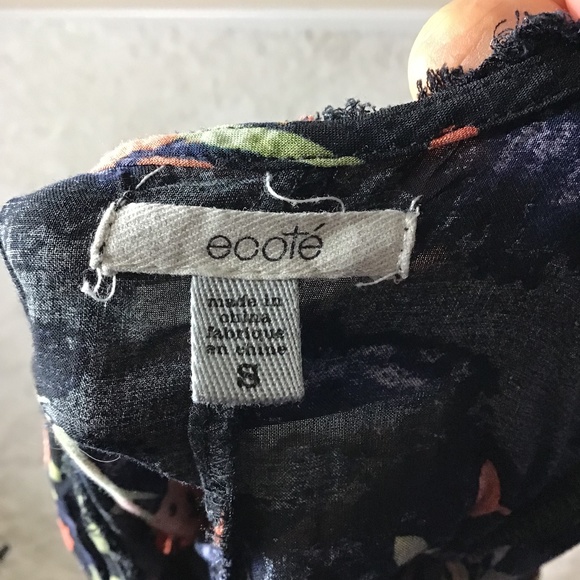 ecoté
made in
china
fabriqué
en chine
S